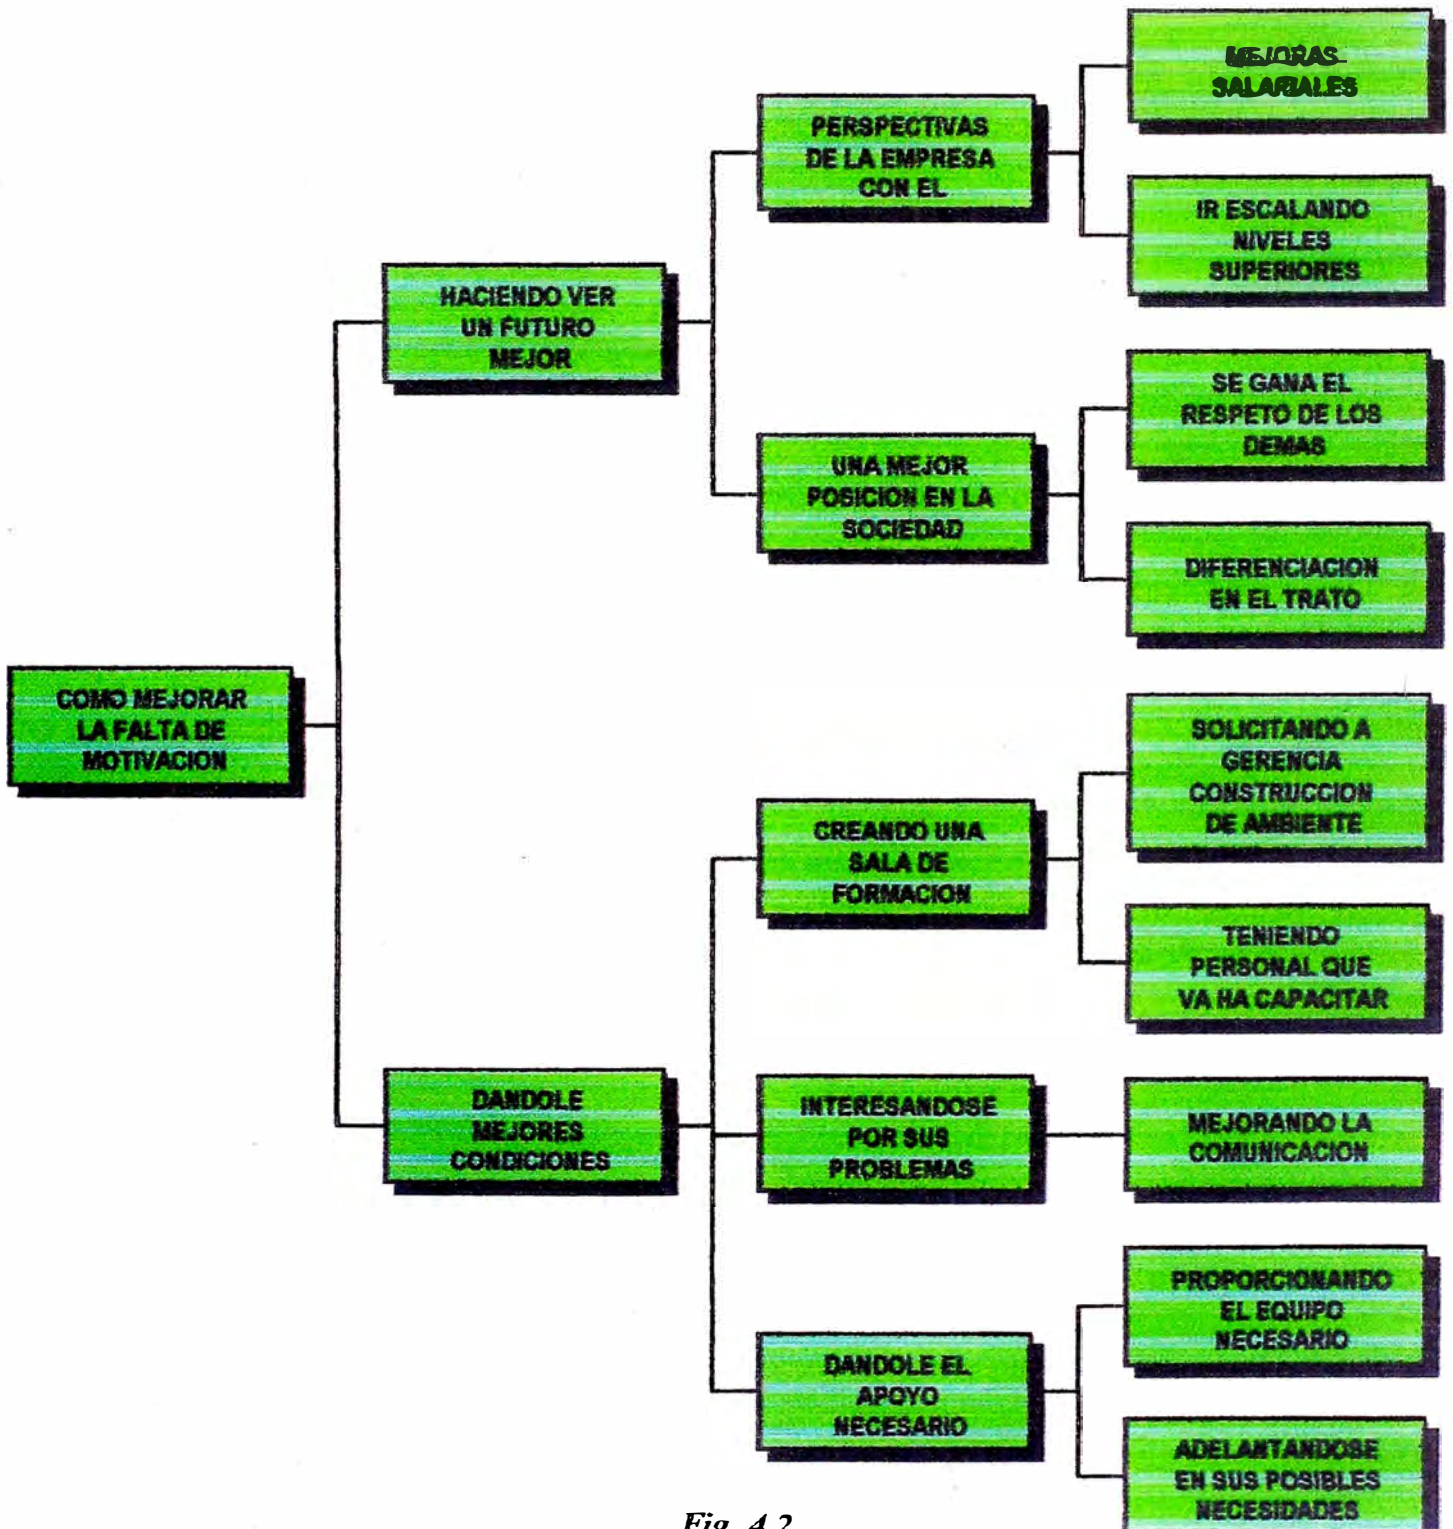 MEJORAS
SALARIALES
PERSPECTIVAS
DE LA EMPRESA
CON EL
IR ESCALANDO
NIVELES
SUPERIORES
HACIENDO VER
UN FUTURO
MEJOR
SE GANA EL
RESPETO DE LOS
DEMAS
UNA MEJOR
POSICION EN LA
SOCIEDAD
DIFERENCIACION
EN EL TRATO
COMO MEJORAR
LA FALTA DE
MOTIVACION
SOLICITANDO A
GERENCIA
CONSTRUCCION
DE AMBIENTE
CREANDO UNA
SALA DE
FORMACION
TENIENDO
PERSONAL QUE
VA HA CAPACITAR
DANDOLE
MEJORES
CONDICIONES
INTERESANDOSE
POR SUS
PROBLEMAS
MEJORANDO LA
COMUNICACION
PROPORCIONANDO
EL EQUIPO
NECESARIO
DANDOLE EL
APOYO
NECESARIO
ADELANTANDOSE
EN SUS POSIBLES
NECESIDADES
Fig. 4.2